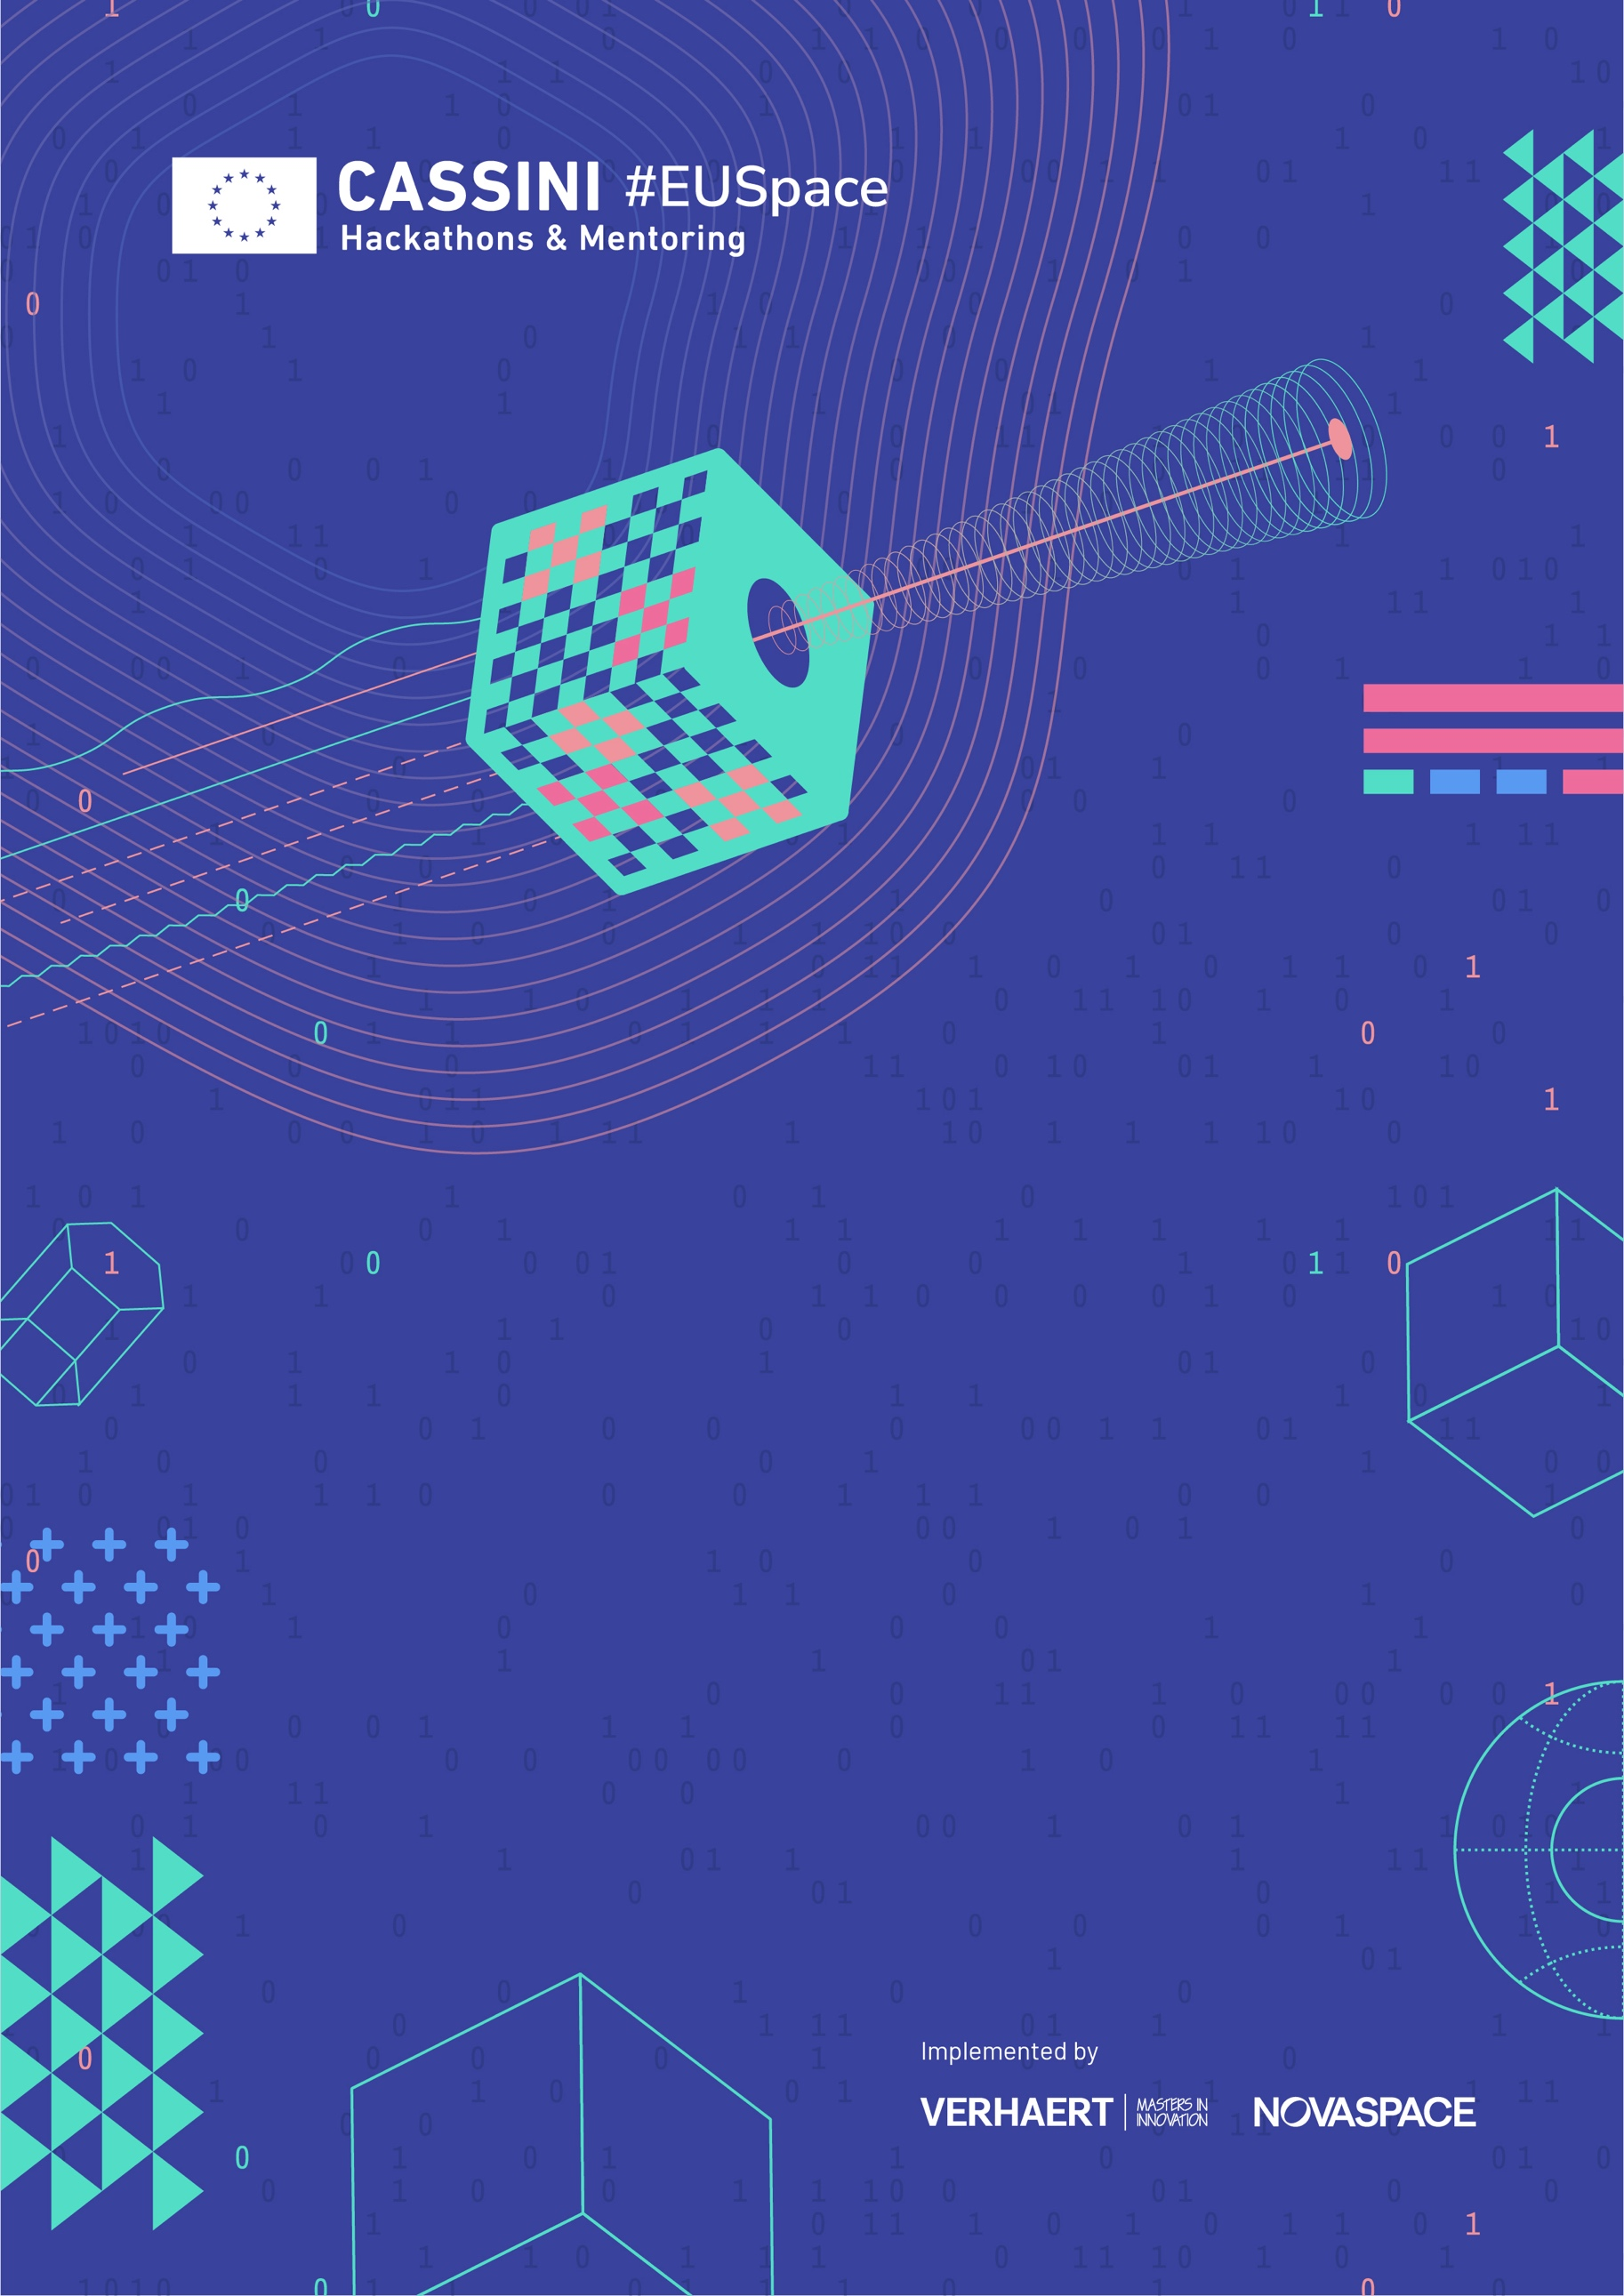 CASSINI #EUSpace
Hackathons & Mentoring
Implemented by
VERHAERT MASTERS IN INNOVATION NOVASPACE